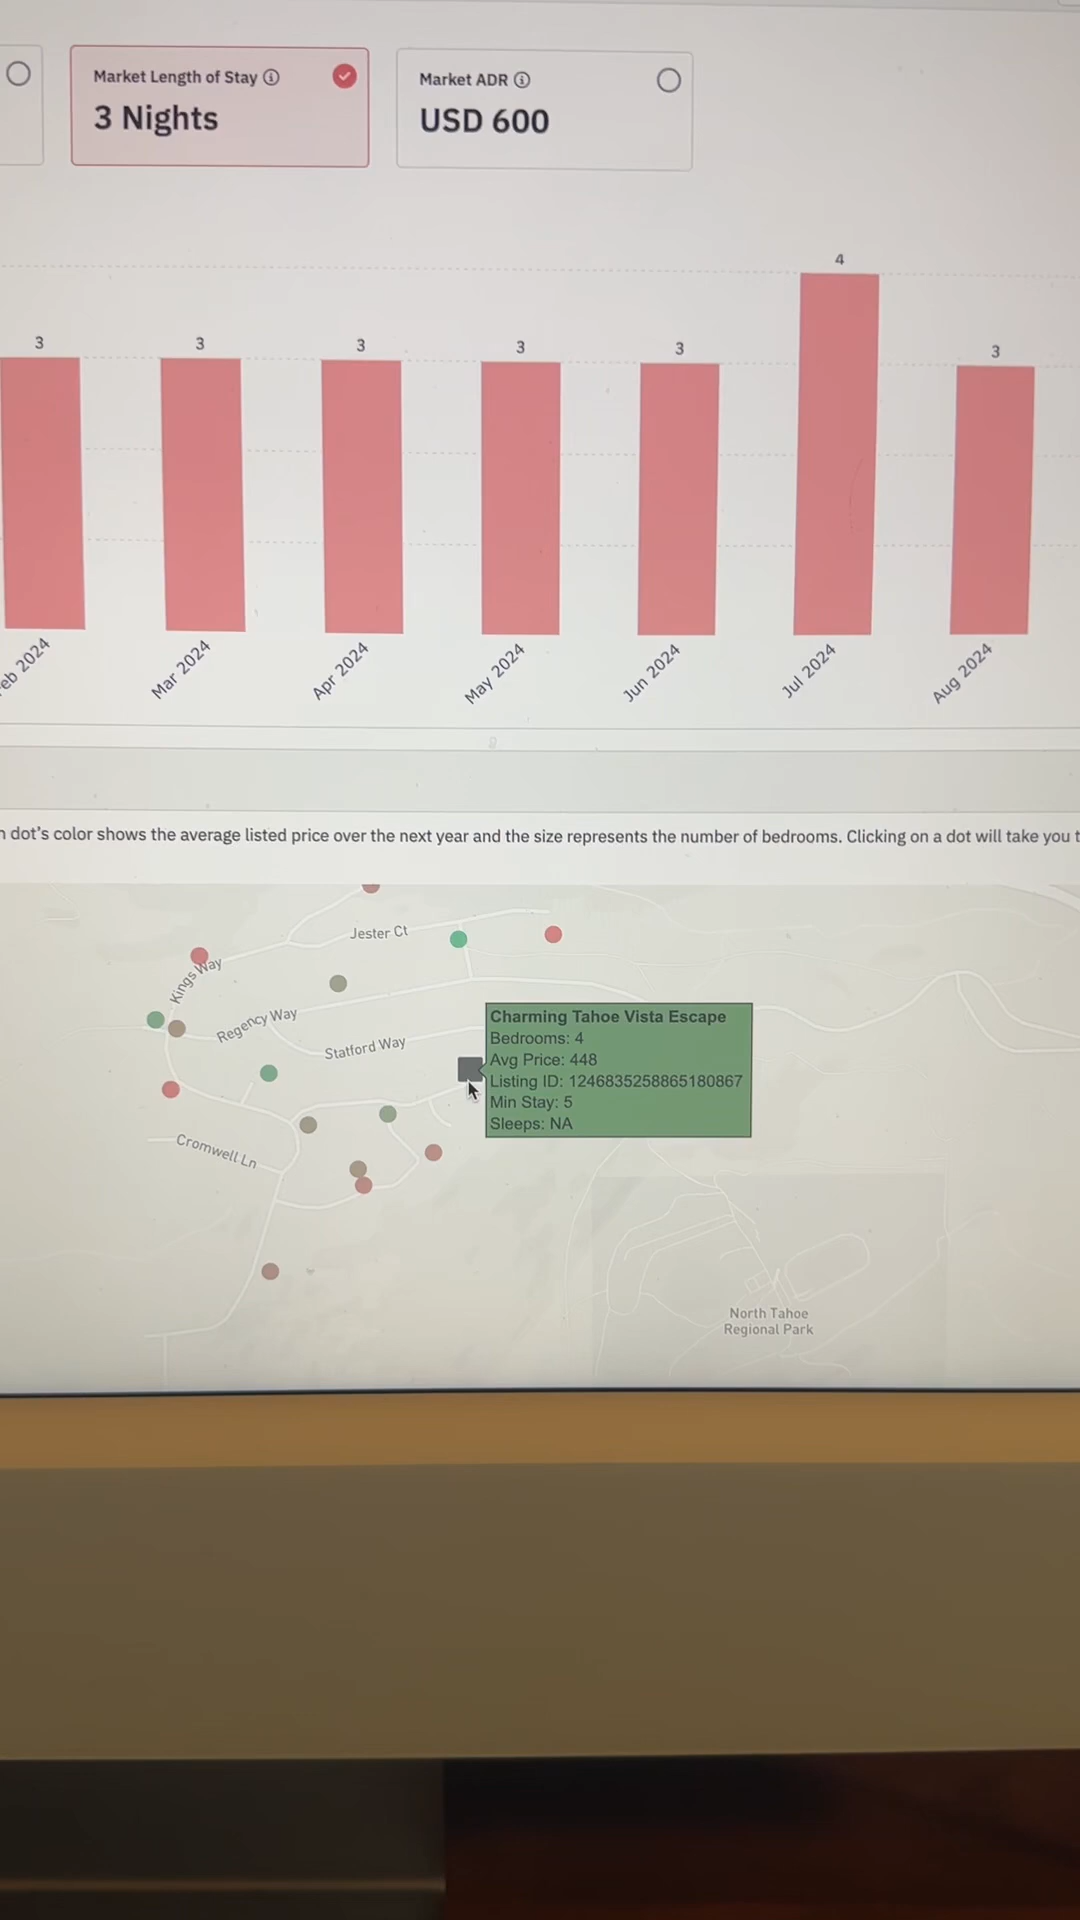 Market Length of Stay
3 Nights
Market ADR
USD 600
4
3
3
3
3
3
3
Feb 2024
Mar 2024
Apr 2024
May 2024
Jun 2024
Jul 2024
Aug 2024
dot's color shows the average listed price over the next year and the size represents the number of bedrooms. Clicking on a dot will take you
Jester Ct
Kings Way
Regency Way
Statford Way
Cromwell Ln
Charming Tahoe Vista Escape
Bedrooms: 4
Avg Price: 448
Listing ID: 1246835258865180867
Min Stay: 5
Sleeps: NA
North Tahoe
Regional Park